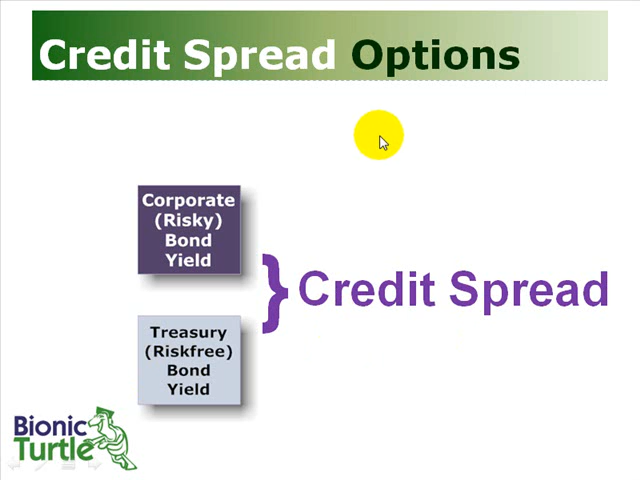 Credit Spread Options
Corporate
(Risky)
Bond
Yield
} Credit Spread
Treasury
(Riskfree)
Bond
Yield
Bionic
Turtle